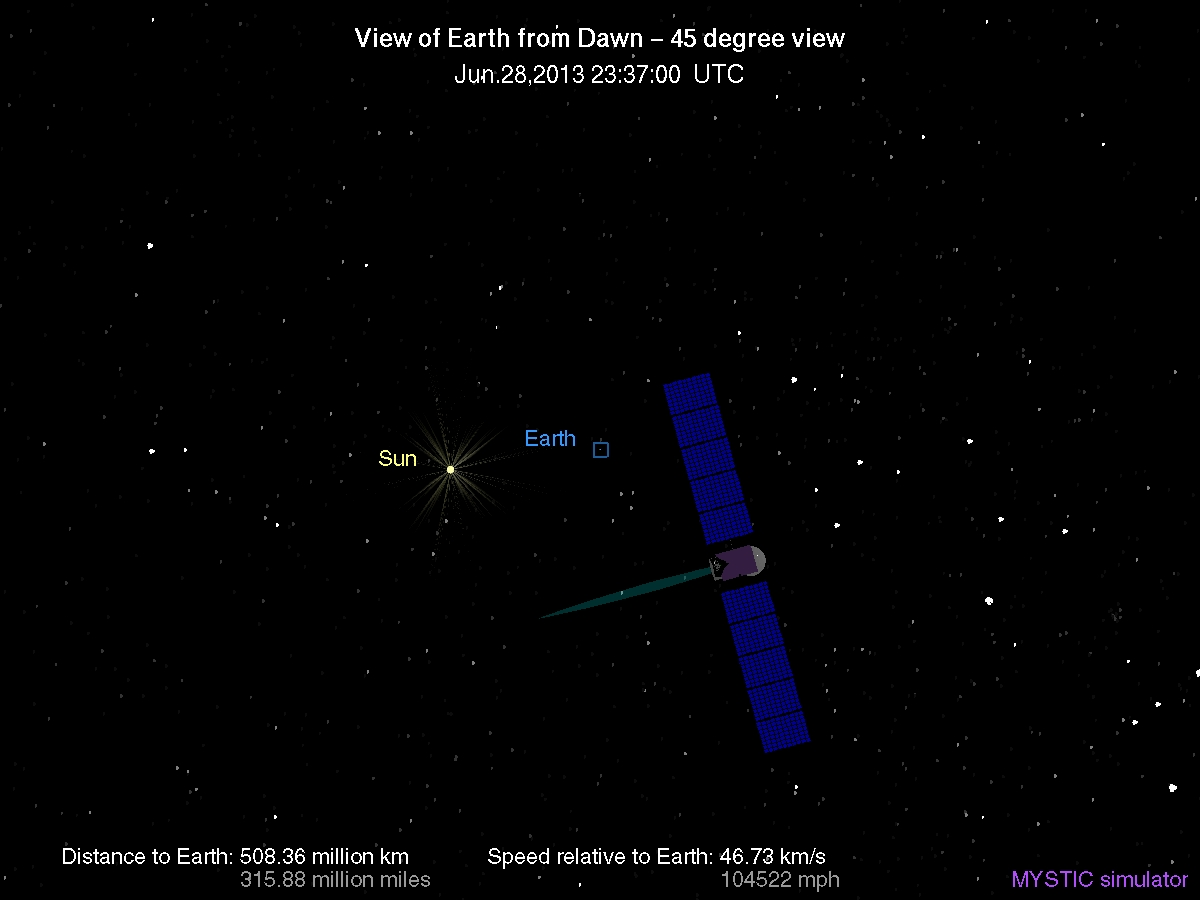 View of Earth from Dawn – 45 degree view
Jun.28,2013 23:37:00 UTC
Earth
Sun
Distance to Earth: 508.36 million km
315.88 million miles
Speed relative to Earth: 46.73 km/s
104522 mph
MYSTIC simulator